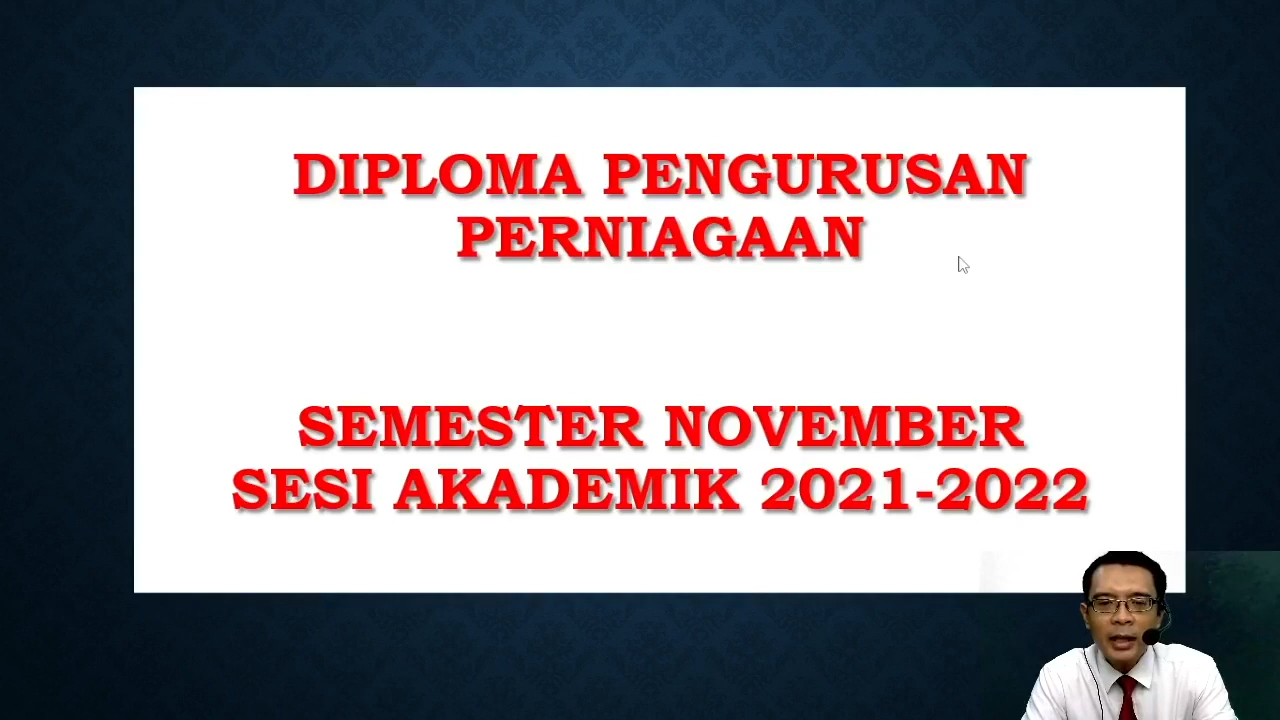 DIPLOMA PENGURUSAN
PERNIAGAAN
SEMESTER NOVEMBER
SESI AKADEMIK 2021-2022